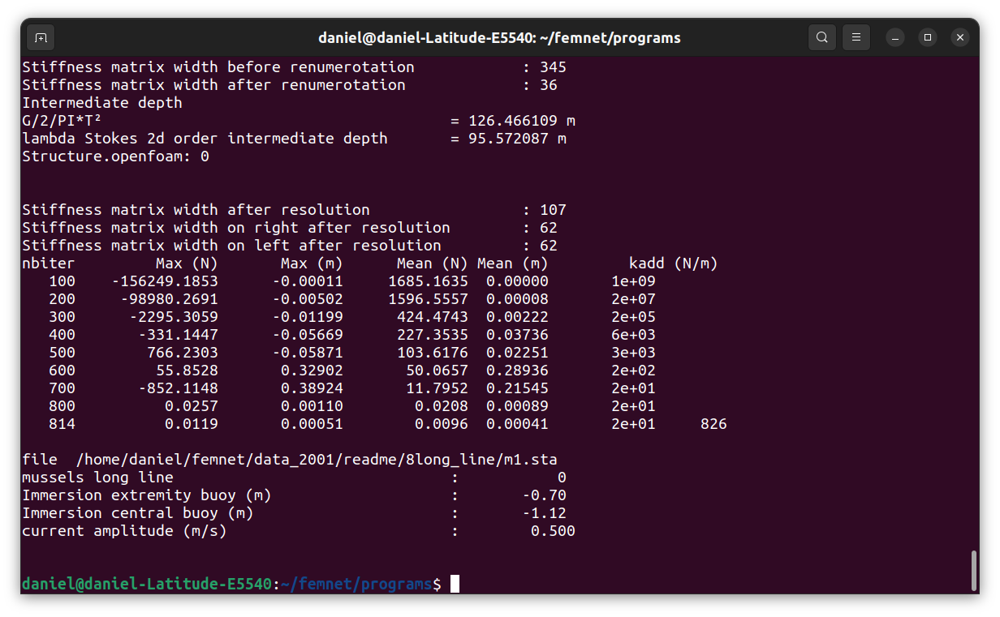 daniel@daniel-Latitude-E5540: ~/femnet/programs
Stiffness matrix width before renumerotation : 345
Stiffness matrix width after renumerotation : 36
Intermediate depth
G/2/PI*T² = 126.466109 m
lambda Stokes 2d order intermediate depth = 95.572087 m
Structure.openfoam: 0
Stiffness matrix width after resolution : 107
Stiffness matrix width on right after resolution : 62
Stiffness matrix width on left after resolution : 62
nbiter Max (N) Max (m) Mean (N) Mean (m) kadd (N/m)
100 -156249.1853 -0.00011 1685.1635 0.00000 1e+09
200 -98980.2691 -0.00502 1596.5557 0.00008 2e+07
300 -2295.3059 -0.01199 424.4743 0.00222 2e+05
400 -331.1447 -0.05669 227.3535 0.03736 6e+03
500 766.2303 -0.05871 103.6176 0.02251 3e+03
600 55.8528 0.32902 50.0657 0.28936 2e+02
700 -852.1148 0.38924 11.7952 0.21545 2e+01
800 0.0257 0.00110 0.0208 0.00089 2e+01
814 0.0119 0.00051 0.0096 0.00041 2e+01 826
file /home/daniel/femnet/data_2001/readme/8long_line/m1.sta
mussels long line : 0
Immersion extremity buoy (m) : -0.70
Immersion central buoy (m) : -1.12
current amplitude (m/s) : 0.500
daniel@daniel-Latitude-E5540:~/femnet/programs$